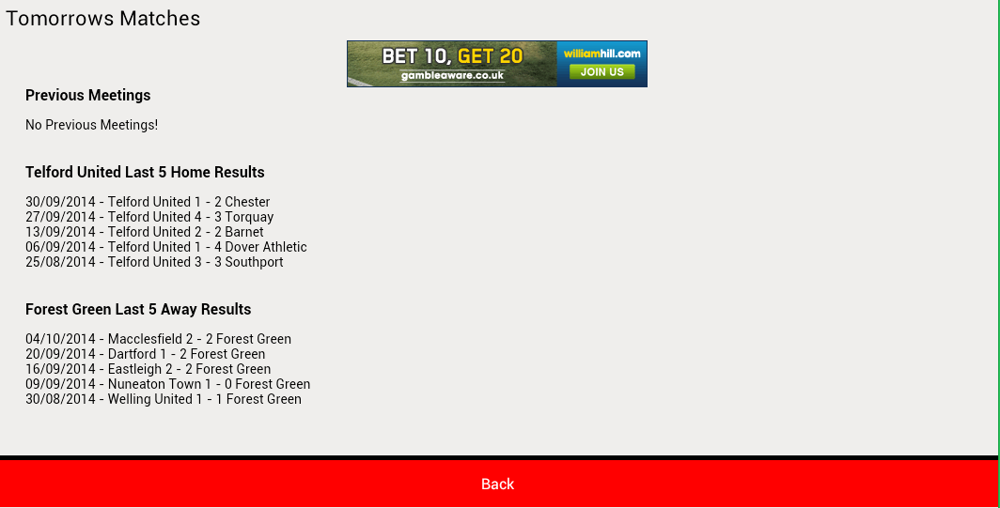 Tomorrows Matches
BET 10, GET 20
gambleaware.co.uk
williamhill.com
JOIN US
Previous Meetings
No Previous Meetings!
Telford United Last 5 Home Results
30/09/2014 - Telford United 1 - 2 Chester
27/09/2014 - Telford United 4 - 3 Torquay
13/09/2014 - Telford United 2 - 2 Barnet
06/09/2014 - Telford United 1 - 4 Dover Athletic
25/08/2014 - Telford United 3 - 3 Southport
Forest Green Last 5 Away Results
04/10/2014 - Macclesfield 2 - 2 Forest Green
20/09/2014 - Dartford 1 - 2 Forest Green
16/09/2014 - Eastleigh 2 - 2 Forest Green
09/09/2014 - Nuneaton Town 1 - 0 Forest Green
30/08/2014 - Welling United 1 - 1 Forest Green
Back